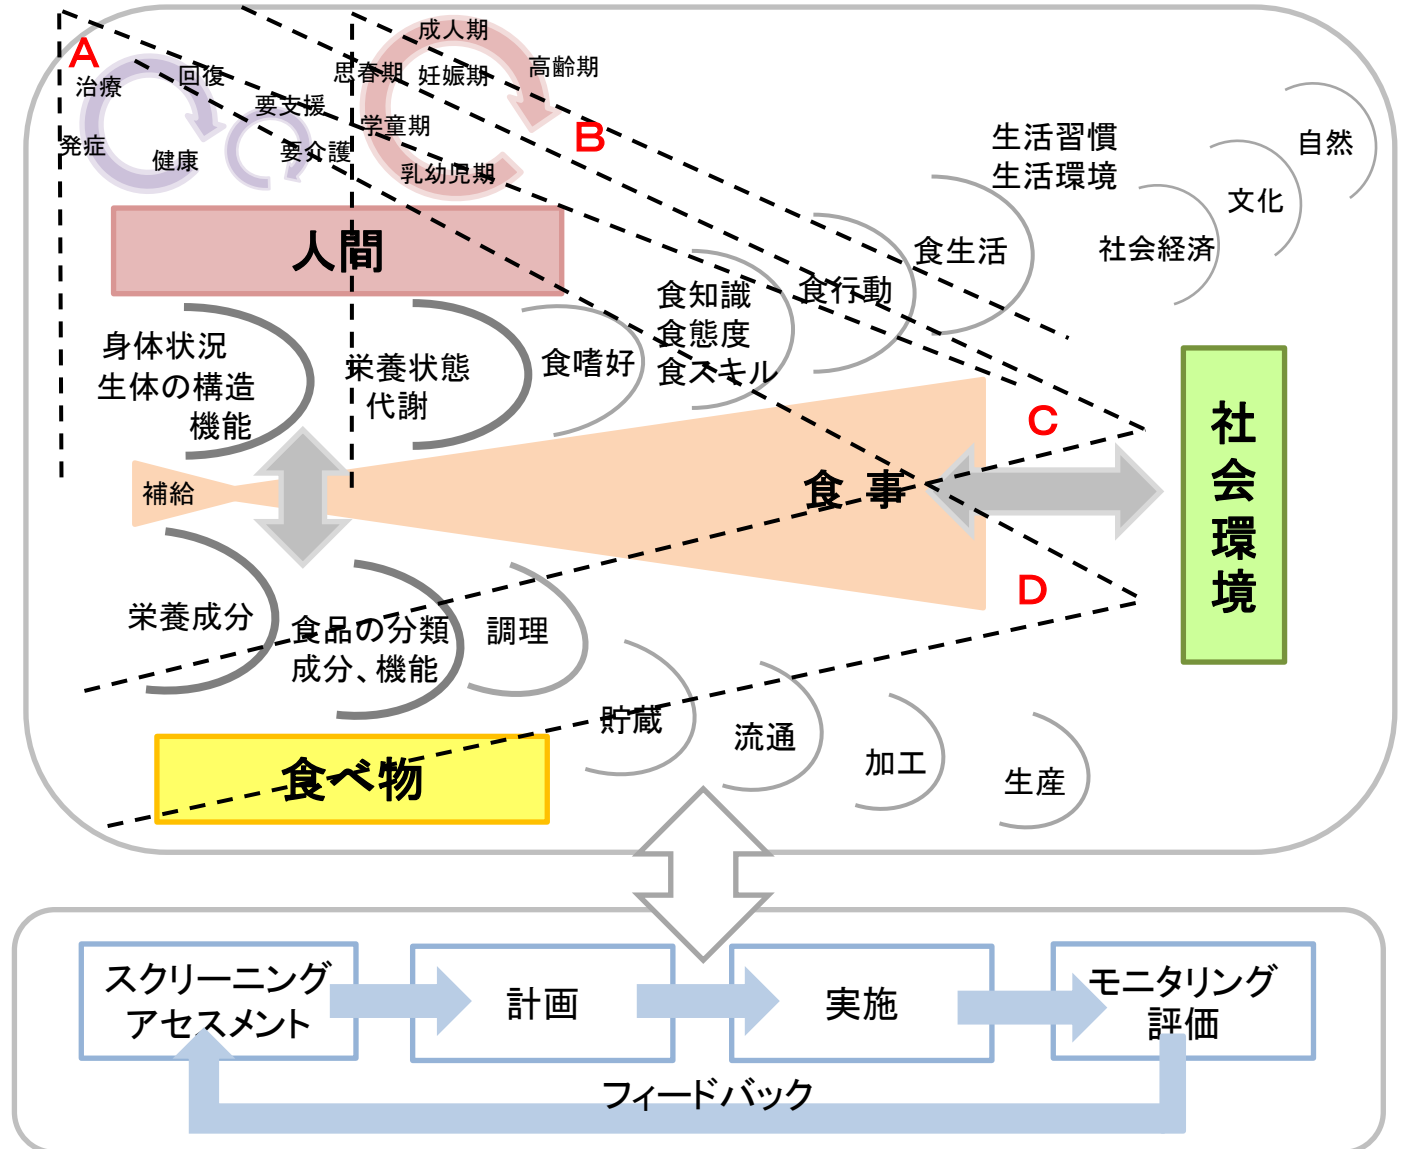 A
治療
回復
発症
健康
要支援
要介護
成人期
思春期
妊娠期
高齢期
学童期
乳幼児期
B
生活習慣
生活環境
自然
文化
社会経済
人間
食生活
食行動
食知識
食態度
食スキル
食嗜好
栄養状態
代謝
身体状況
生体の構造
機能
C
社会環境
補給
食 事
D
栄養成分
食品の分類
成分、機能
調理
貯蔵
流通
加工
生産
食べ物
スクリーニング
アセスメント
計画
実施
モニタリング
評価
フィードバック